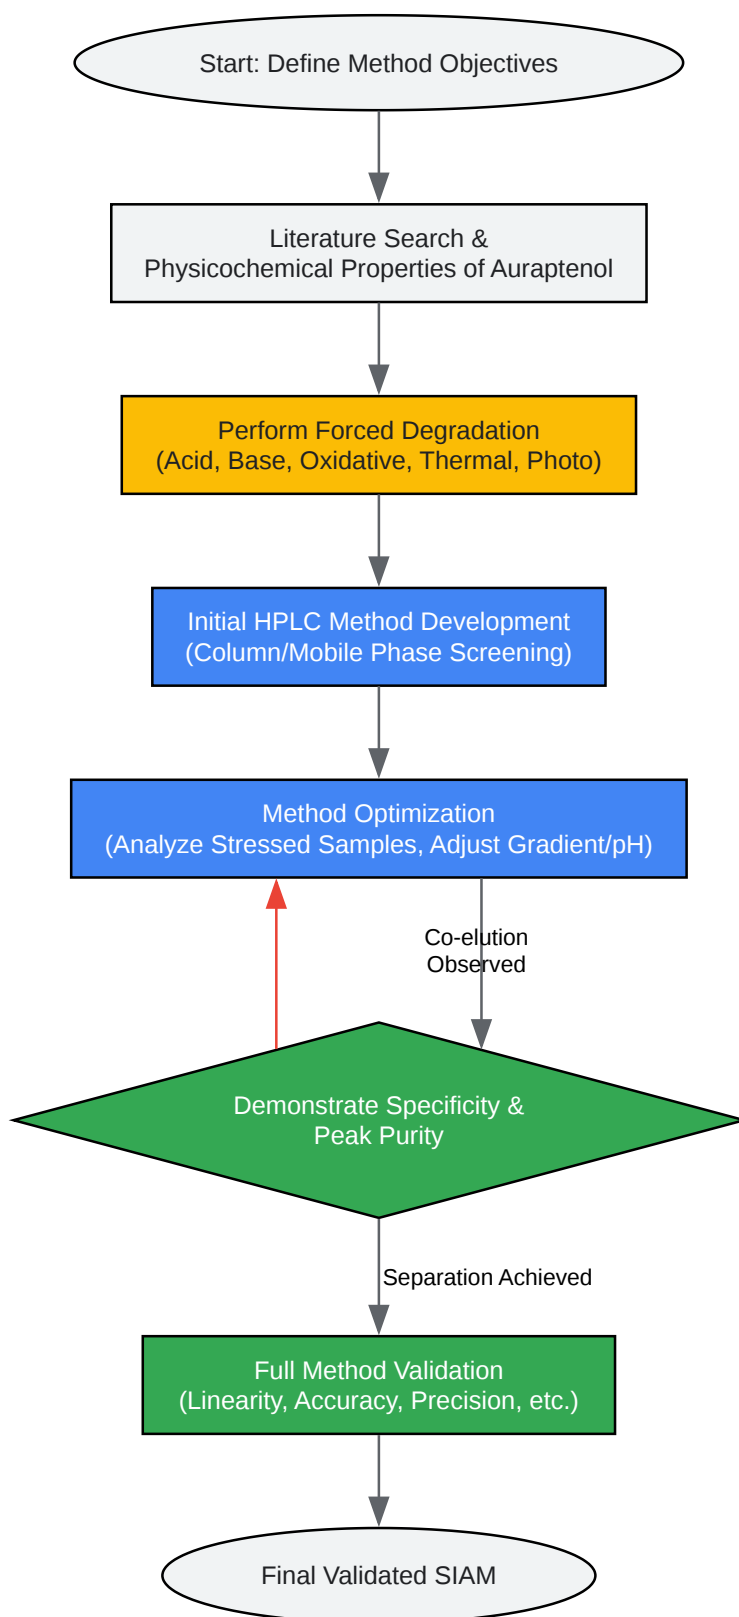 Start: Define Method Objectives
Literature Search &
Physicochemical Properties of Auraptenol
Perform Forced Degradation
(Acid, Base, Oxidative, Thermal, Photo)
Initial HPLC Method Development
(Column/Mobile Phase Screening)
Method Optimization
(Analyze Stressed Samples, Adjust Gradient/pH)
Co-elution
Observed
Demonstrate Specificity &
Peak Purity
Separation Achieved
Full Method Validation
(Linearity, Accuracy, Precision, etc.)
Final Validated SIAM